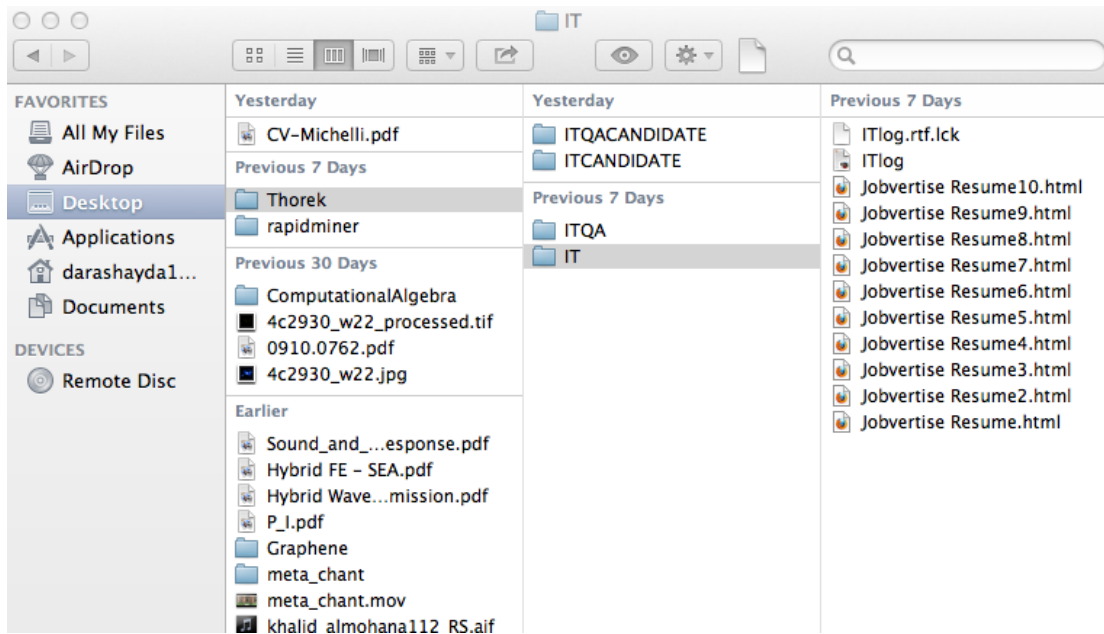 IT
FAVORITES
All My Files
AirDrop
Desktop
Applications
darashayda1...
Documents
DEVICES
Remote Disc
Yesterday
CV-Michelli.pdf
Previous 7 Days
Thorek
rapidminer
Previous 30 Days
ComputationalAlgebra
4c2930_w22_processed.tif
0910.0762.pdf
4c2930_w22.jpg
Earlier
Sound_and_...esponse.pdf
Hybrid FE - SEA.pdf
Hybrid Wave...mission.pdf
P_I.pdf
Graphene
meta_chant
meta_chant.mov
khalid_almohana112_RS.aif
Yesterday
ITQACANDIDATE
ITCANDIDATE
Previous 7 Days
ITQA
IT
Previous 7 Days
ITlog.rtf.lck
ITlog
Jobvertise Resume10.html
Jobvertise Resume9.html
Jobvertise Resume8.html
Jobvertise Resume7.html
Jobvertise Resume6.html
Jobvertise Resume5.html
Jobvertise Resume4.html
Jobvertise Resume3.html
Jobvertise Resume2.html
Jobvertise Resume.html